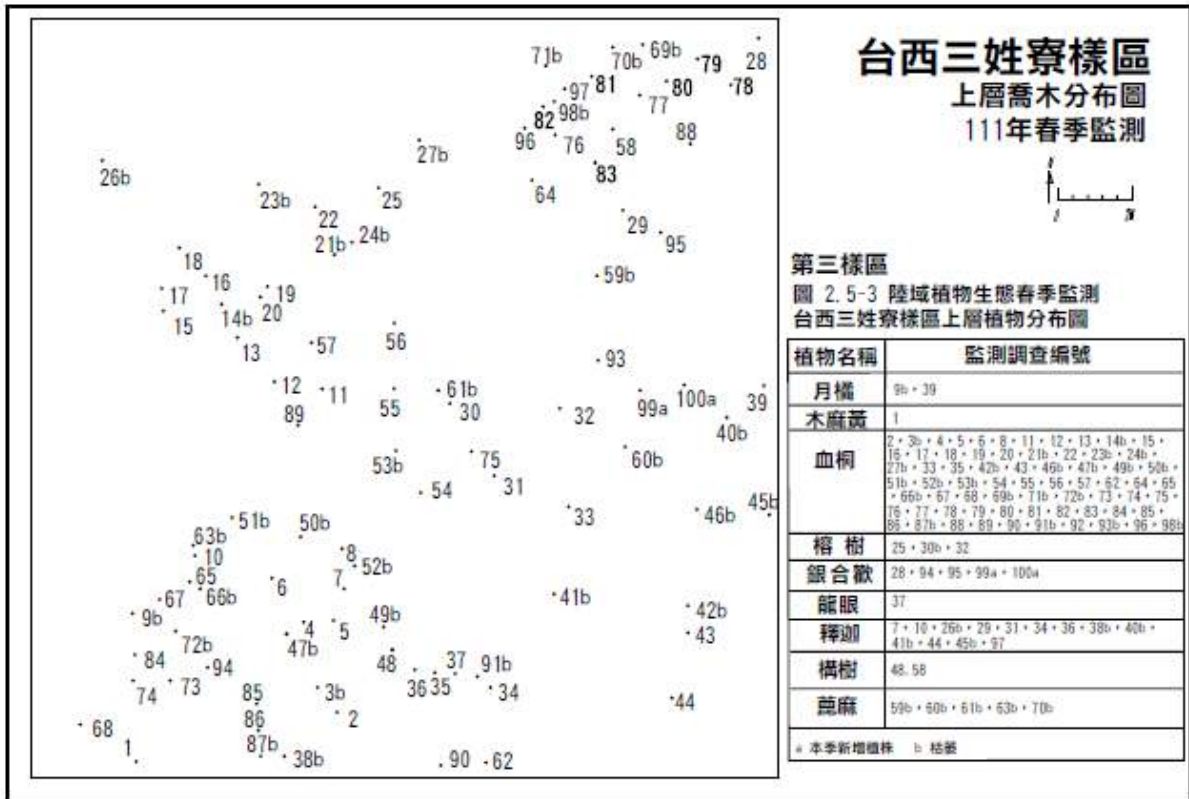 台西三姓寮樣區
上層喬木分布圖
111年春季監測
第三樣區
圖 2.5-3 陸域植物生態春季監測
台西三姓寮樣區上層植物分布圖
植物名稱 監測調查編號
月橘 9b、39
木麻黃 1
血桐 2、3b、4、5、6、8、11、12、13、14b、15、
16、17、18、19、20、21b、22、23b、24b、
27b、33、35、42b、43、46b、47b、49b、50b、
51b、52b、53b、54、55、56、57、62、64、65
、66b、67、68、69b、71b、72b、73、74、75、
76、77、78、79、80、81、82、83、84、85、
86、87b、88、89、90、91b、92、93b、96、98b
榕樹 25、30b、32
銀合歡 28、94、95、99a、100a
龍眼 37
釋迦 7、10、26b、29、31、34、36、38b、40b、
41b、44、45b、97
構樹 48.58
蓖麻 59b、60b、61b、63b、70b
a 本季新增植株 b 枯萎
71b 70b 69b 79 28
97 81 80 78
82 98b 77
96 76 58 88
27b 83
26b 64
23b 25
22 29
21b 24b 95
18
16 59b
17 19
14b 20
15
13 57 56 93
12 11 61b 100a 39
89 55 30 32 99a
40b
53b 75 60b
54 31
45b
33 46b
51b 50b
63b
10 8
7 52b
65 6
67 66b 41b
9b 42b
4 5 49b 43
72b 47b
84 94 48 37 91b
74 73 85 3b 36 35 34
44
68 86 2
1 87b 38b 90 62